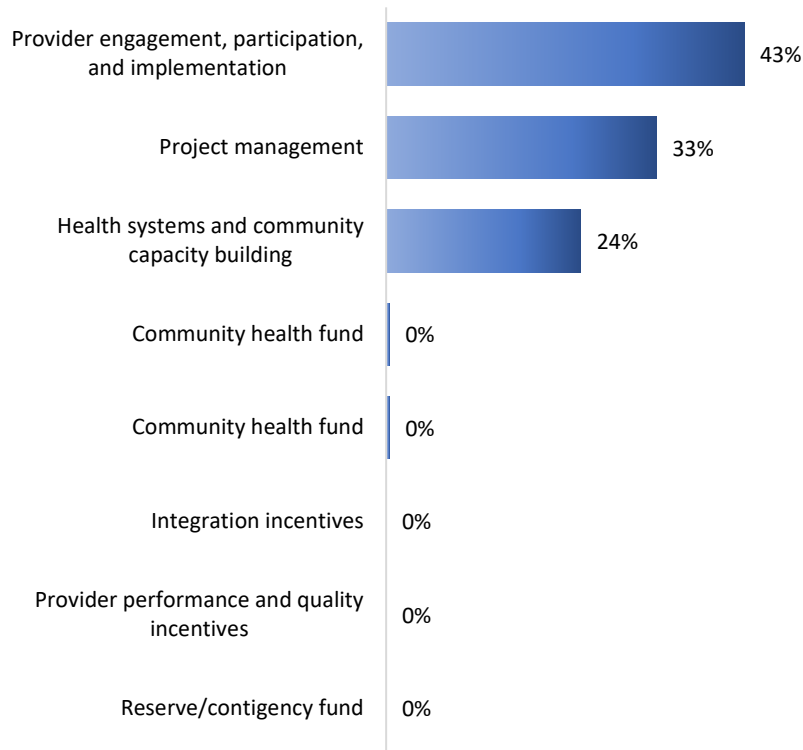 Provider engagement, participation,
and implementation
43%
Project management
33%
Health systems and community
capacity building
24%
Community health fund
0%
Community health fund
0%
Integration incentives
0%
Provider performance and quality
incentives
0%
Reserve/contigency fund
0%